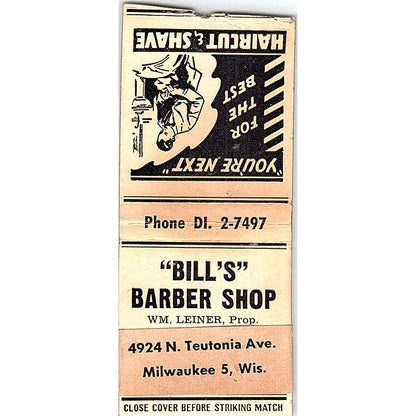 "YOU'RE NEXT"
FOR
THE
BEST
HAIRCUT & SHAVE
Phone DI. 2-7497
"BILL'S"
BARBER SHOP
WM. LEINER, Prop.
4924 N. Teutonia Ave.
Milwaukee 5, Wis.
CLOSE COVER BEFORE STRIKING MATCH